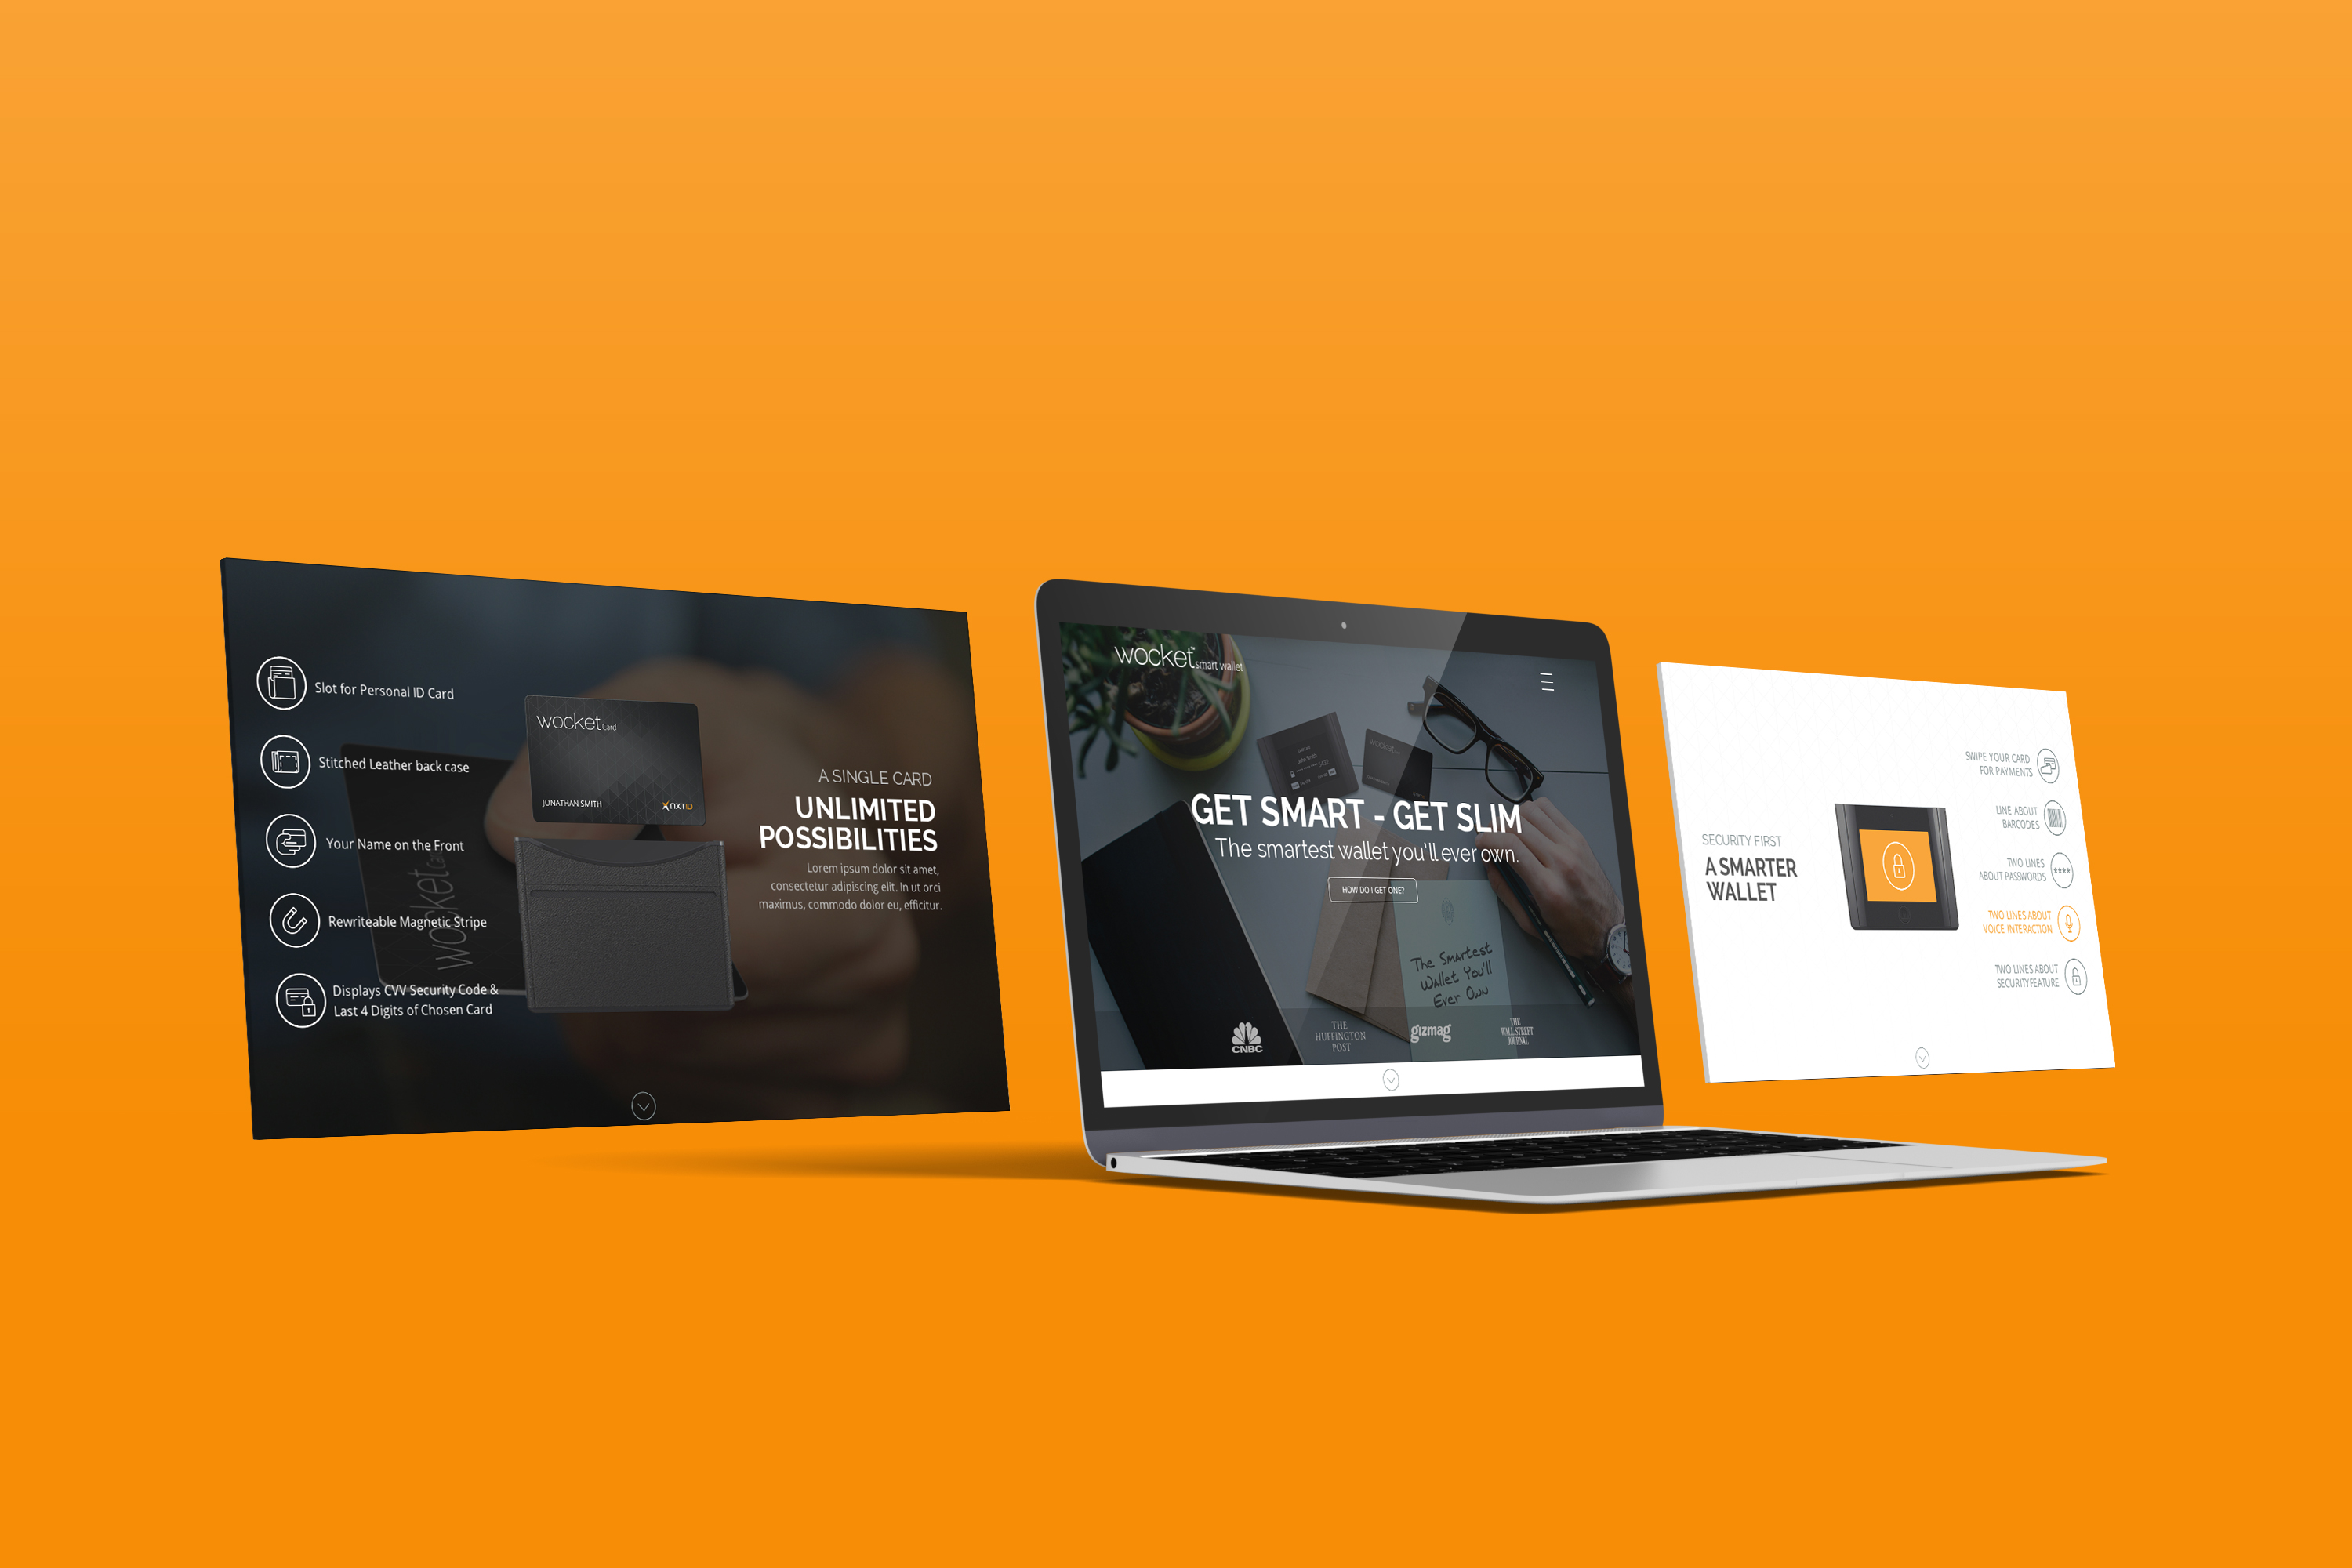 Slot for Personal ID Card
Stitched Leather back case
Your Name on the Front
Rewriteable Magnetic Stripe
Displays CVV Security Code &
Last 4 Digits of Chosen Card
wocket
wocket Card
JONATHAN SMITH
nxtID
A SINGLE CARD
UNLIMITED
POSSIBILITIES
Lorem ipsum dolor sit amet,
consectetur adipiscing elit. In ut orci
maximus, commodo dolor eu, efficitur.
wocket™ smart wallet
wocket
GET SMART - GET SLIM
The smartest wallet you'll ever own.
HOW DO I GET ONE?
The Smartest
Wallet You'll
Ever Own
CNBC
THE
HUFFINGTON
POST
gizmag
THE
WALL STREET
JOURNAL
SECURITY FIRST
A SMARTER
WALLET
SWIPE YOUR CARD
FOR PAYMENTS
LINE ABOUT
BARCODES
TWO LINES
ABOUT PASSWORDS
****
TWO LINES ABOUT
VOICE INTERACTION
TWO LINES ABOUT
SECURITYFEATURE